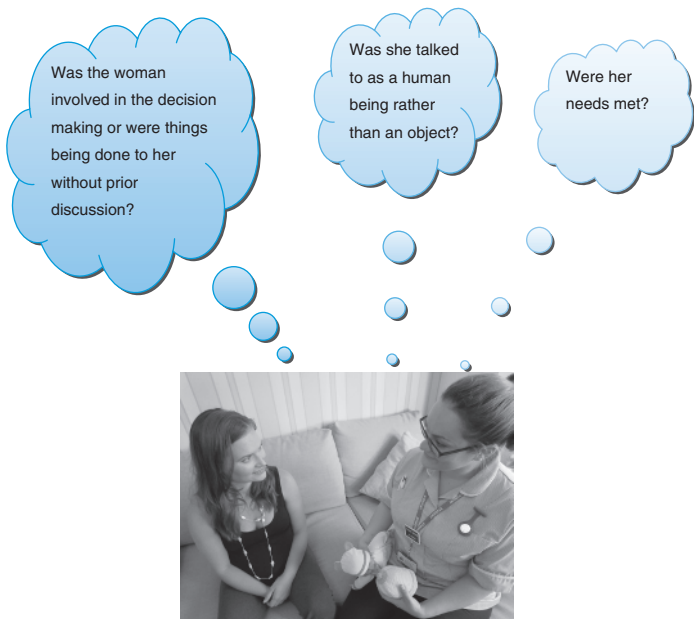 Was the woman
involved in the decision
making or were things
being done to her
without prior
discussion?
Was she talked
to as a human
being rather
than an object?
Were her
needs met?